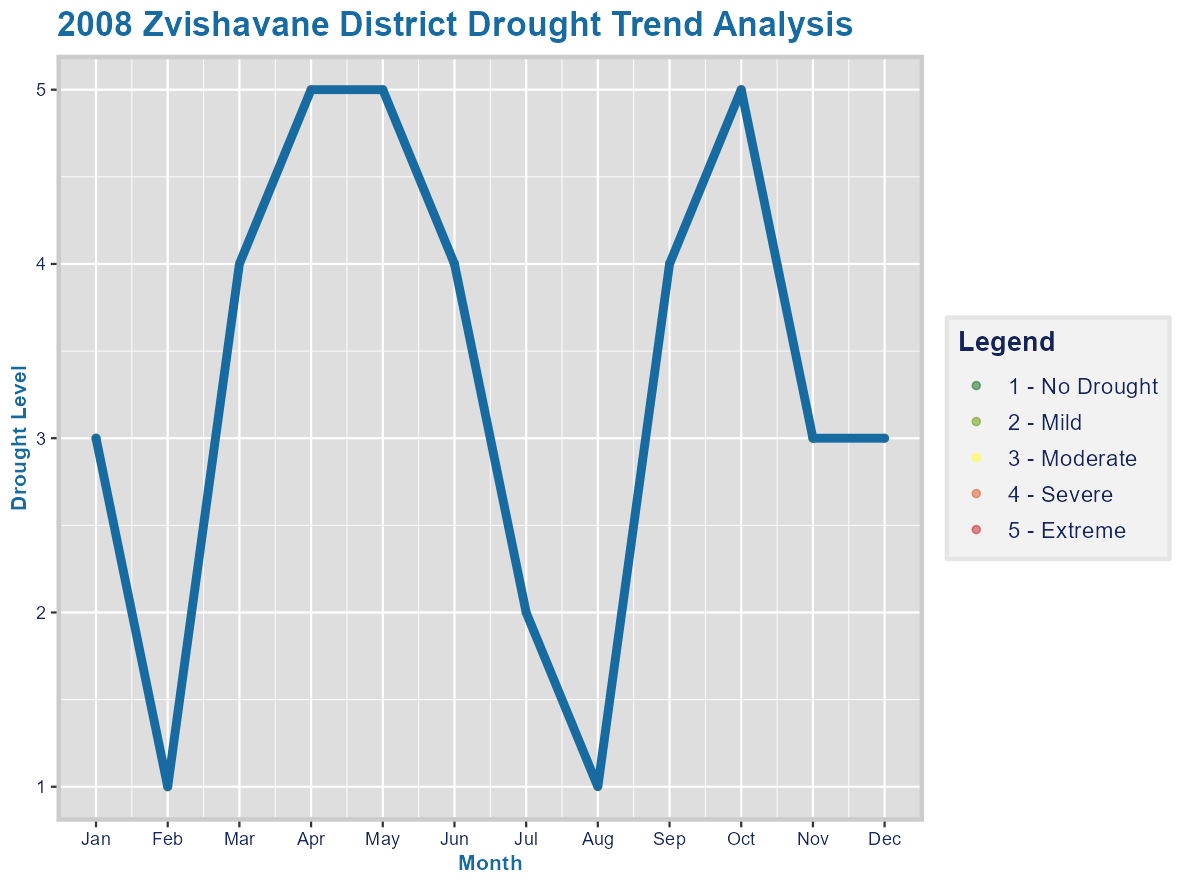 2008 Zvishavane District Drought Trend Analysis
5
4
3
2
1
Drought Level
Jan Feb Mar Apr May Jun Jul Aug Sep Oct Nov Dec
Month
Legend
1 - No Drought
2 - Mild
3 - Moderate
4 - Severe
5 - Extreme